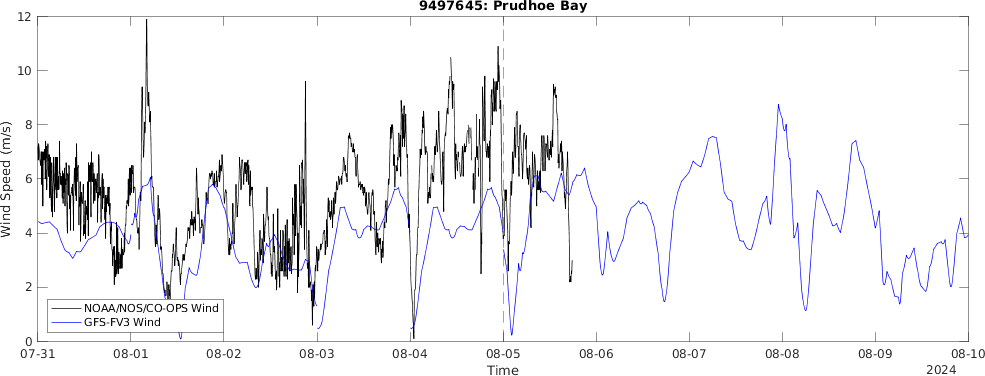 9497645: Prudhoe Bay
12
10
8
6
4
2
0
Wind Speed (m/s)
NOAA/NOS/CO-OPS Wind
GFS-FV3 Wind
07-31 08-01 08-02 08-03 08-04 08-05 08-06 08-07 08-08 08-09 08-10
Time
2024